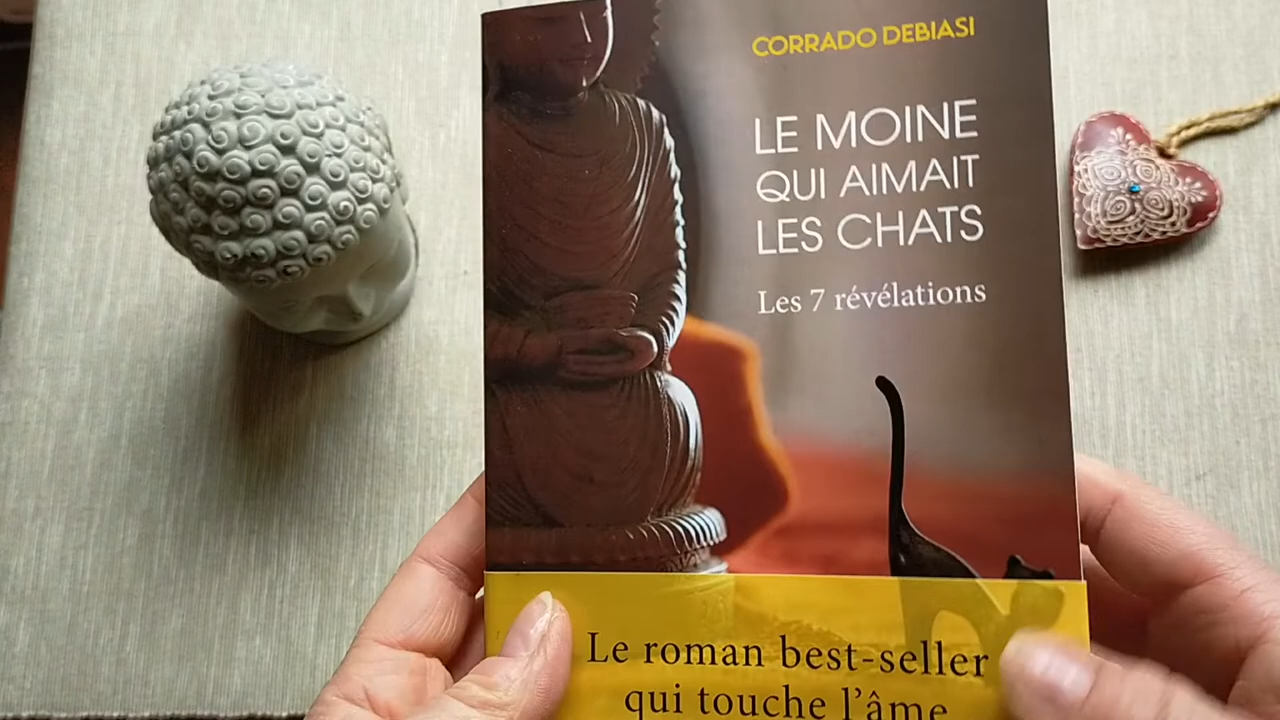 CORRADO DEBIASI
LE MOINE
QUI AIMAIT
LES CHATS
Les 7 révélations
Le roman best-seller
qui touche l'âme